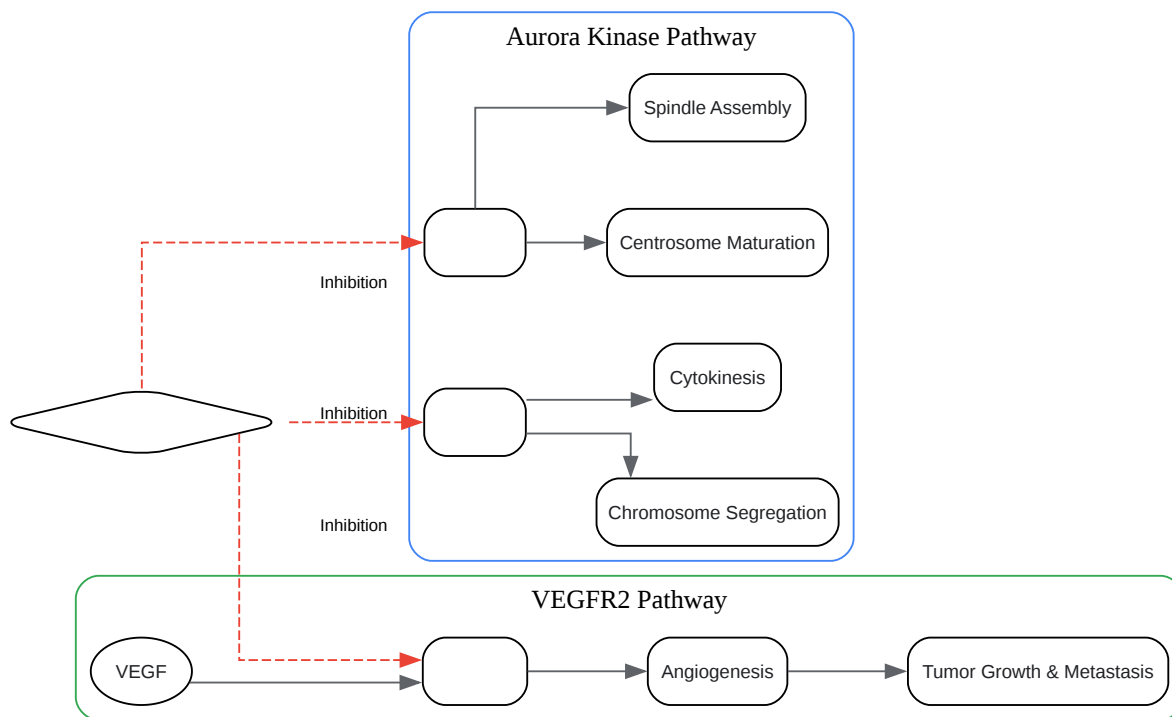 Aurora Kinase Pathway
Spindle Assembly
Centrosome Maturation
Inhibition
Cytokinesis
Inhibition
Chromosome Segregation
Inhibition
VEGFR2 Pathway
VEGF
Angiogenesis
Tumor Growth & Metastasis